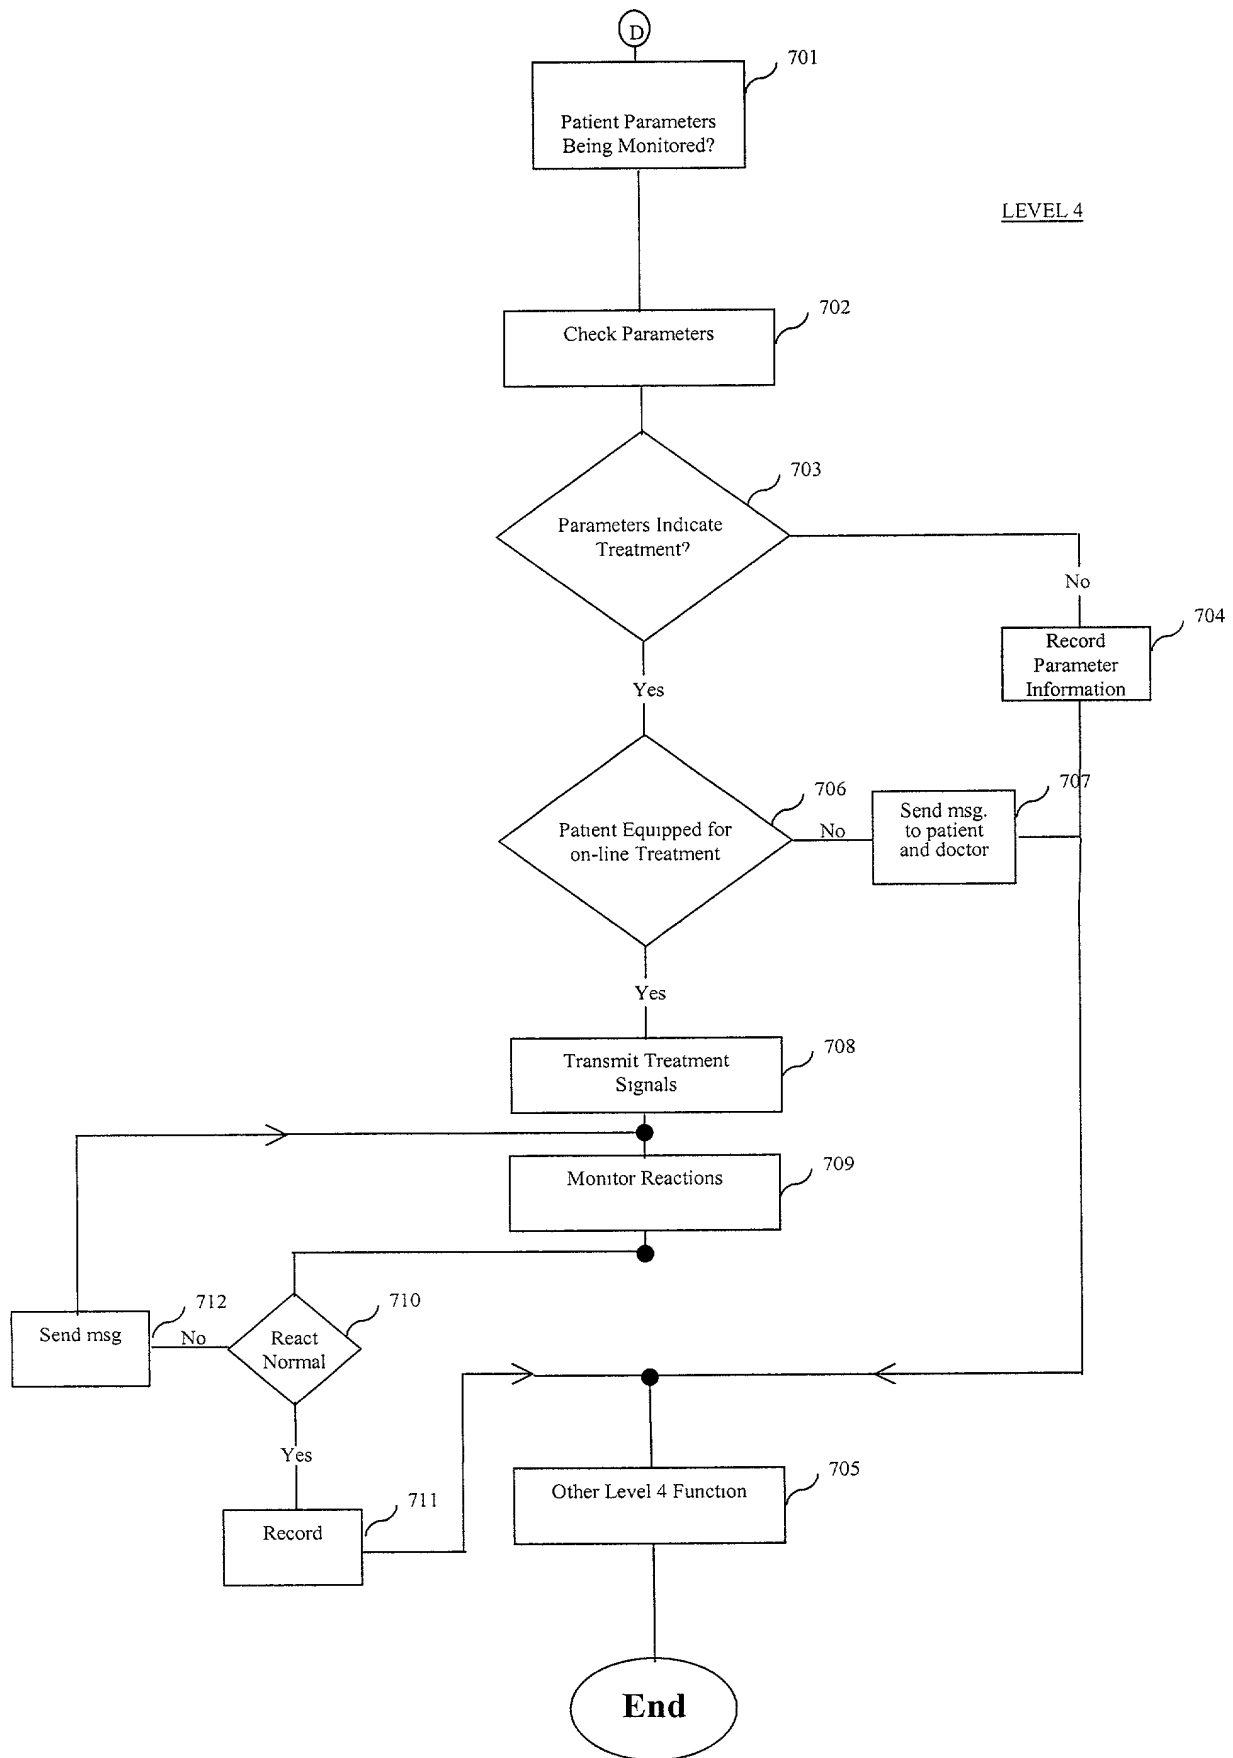 D
701
Patient Parameters
Being Monitored?
LEVEL 4
702
Check Parameters
703
Parameters Indicate
Treatment?
No
704
Record
Parameter
Information
Yes
706
Patient Equipped for
on-line Treatment
No
707
Send msg.
to patient
and doctor
Yes
708
Transmit Treatment
Signals
709
Monitor Reactions
712
Send msg
No
710
React
Normal
Yes
711
Record
705
Other Level 4 Function
End